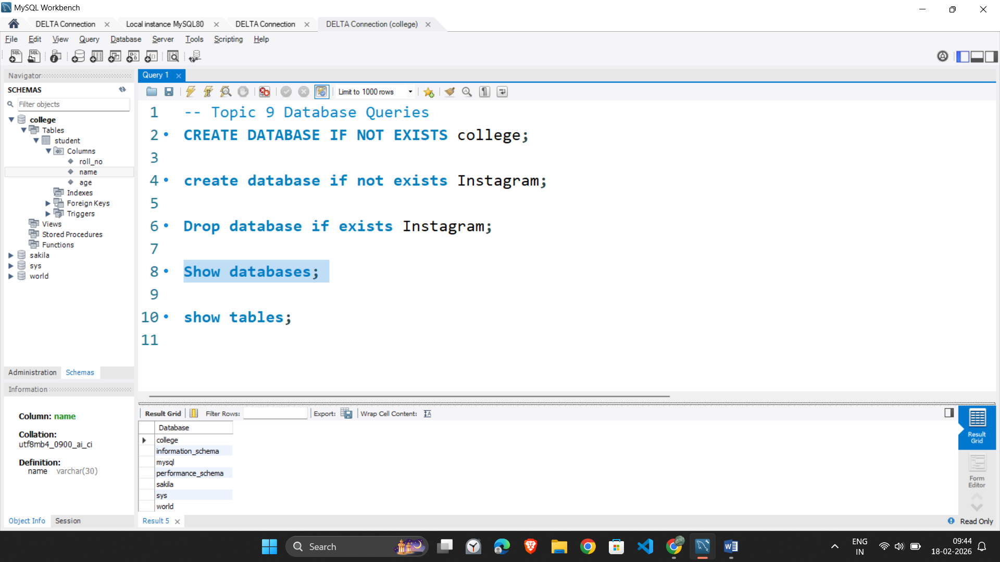 MySQL Workbench
DELTA Connection
Local instance MySQL80
DELTA Connection
DELTA Connection (college)
File Edit View Query Database Server Tools Scripting Help
Navigator
SCHEMAS
Filter objects
college
Tables
student
Columns
roll_no
name
age
Indexes
Foreign Keys
Triggers
Views
Stored Procedures
Functions
sakila
sys
world
Administration Schemas
Information
Column: name
Collation:
utf8mb4_0900_ai_ci
Definition:
name varchar(30)
Object Info Session
Query 1
Limit to 1000 rows
1 -- Topic 9 Database Queries
2 CREATE DATABASE IF NOT EXISTS college;
3
4 create database if not exists Instagram;
5
6 Drop database if exists Instagram;
7
8 Show databases;
9
10 show tables;
11
Result Grid Filter Rows: Export: Wrap Cell Content:
Database
college
information_schema
mysql
performance_schema
sakila
sys
world
Result
Grid
Form
Editor
Result 5
Read Only
Search
ENG
IN
09:44
18-02-2026